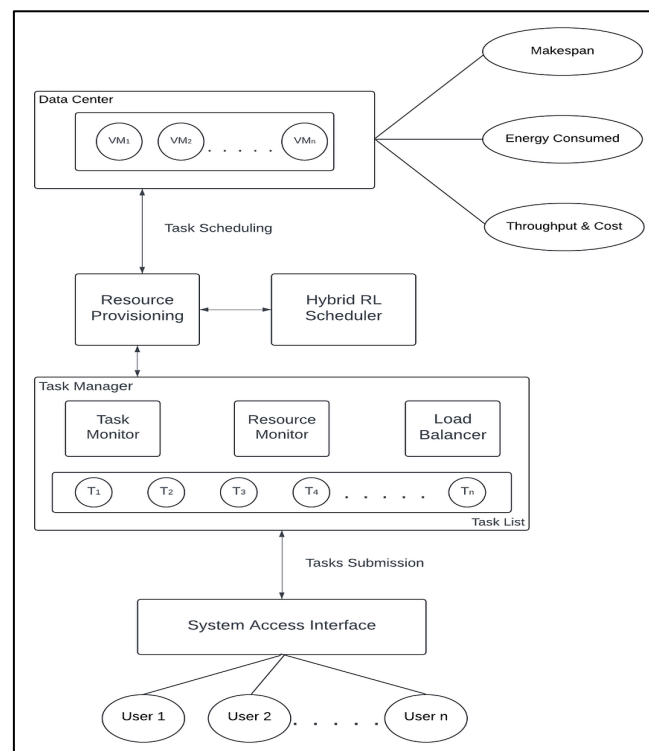 Makespan
Data Center
VM1 VM2 . . . . . VMn
Energy Consumed
Throughput & Cost
Task Scheduling
Resource
Provisioning
Hybrid RL
Scheduler
Task Manager
Task
Monitor
Resource
Monitor
Load
Balancer
T1 T2 T3 T4 . . . . . Tn
Task List
Tasks Submission
System Access Interface
User 1 User 2 . . . . . User n